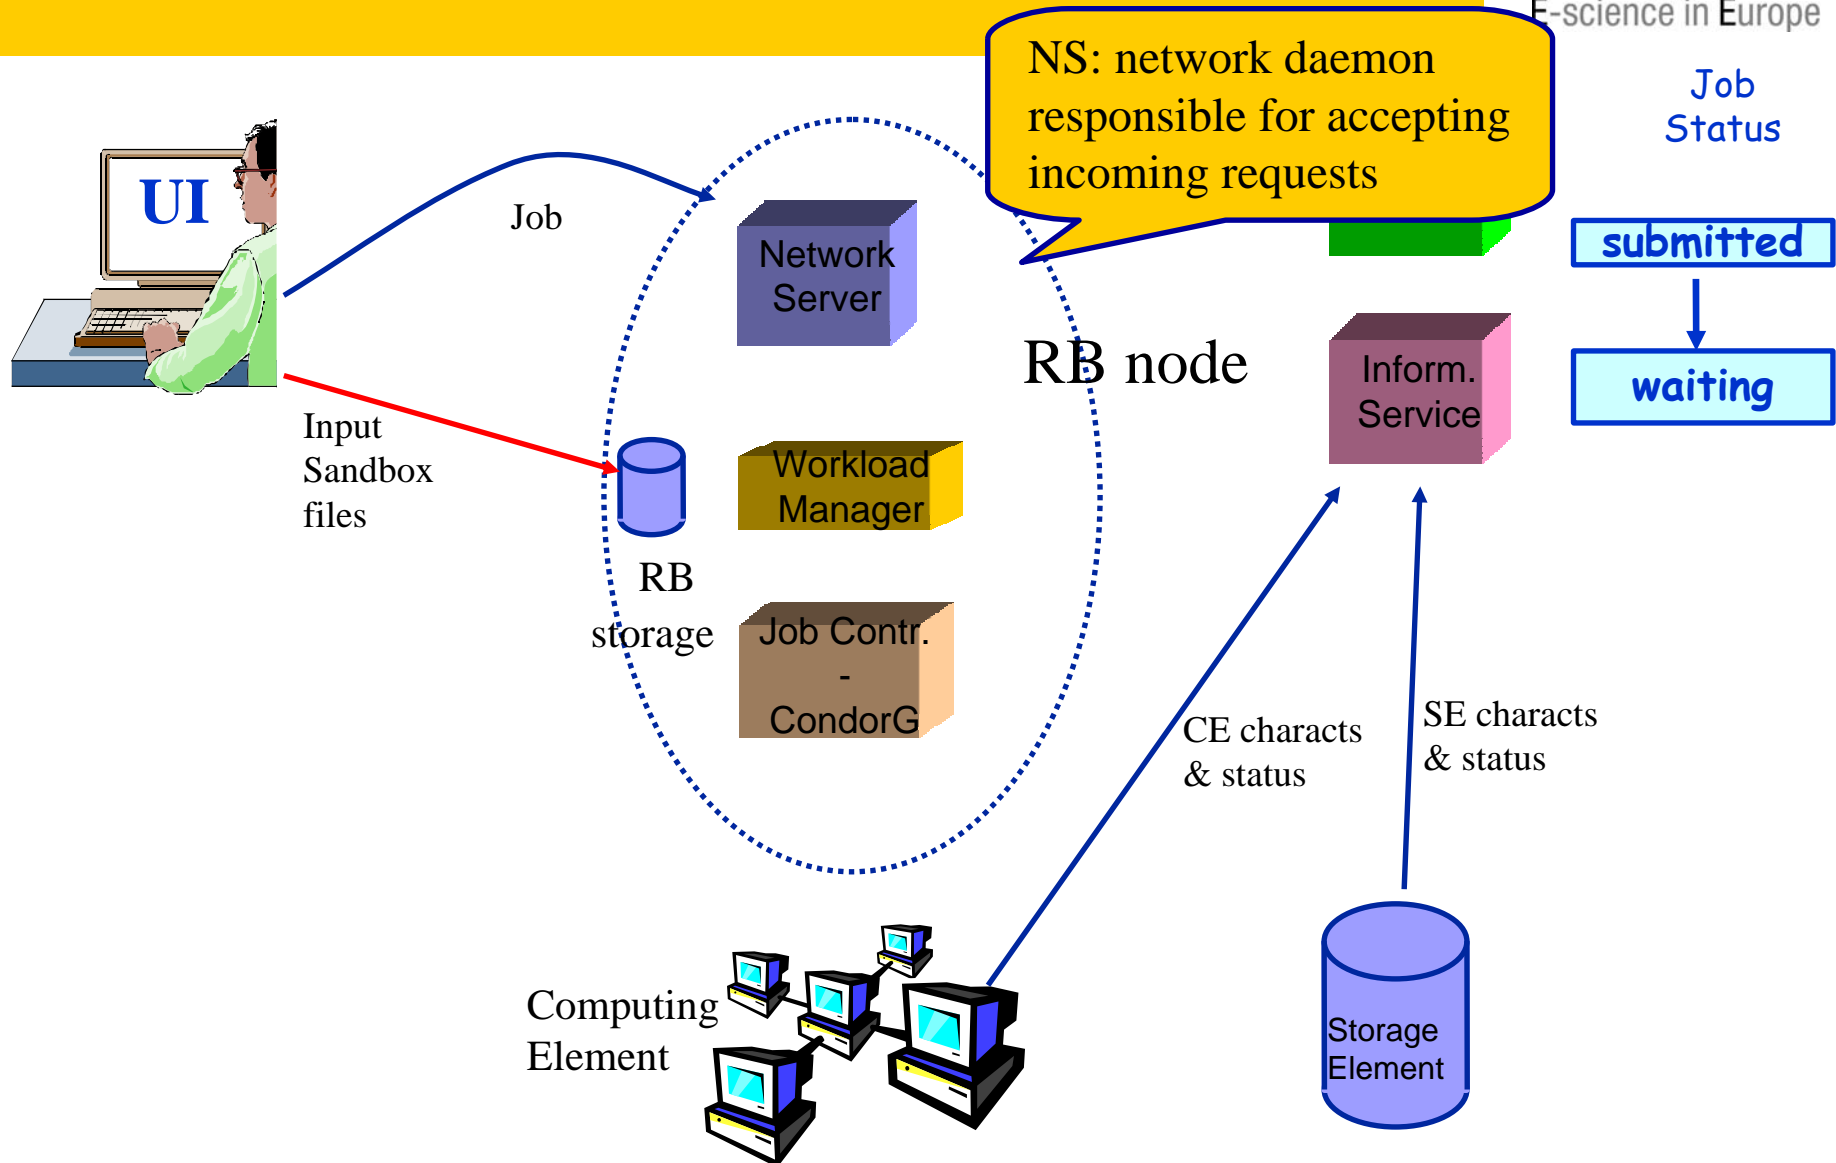 E-science in Europe
NS: network daemon
responsible for accepting
incoming requests
Job
Status
UI
Job
Network
Server
submitted
RB node
Inform.
Service
waiting
Input
Sandbox
files
Workload
Manager
RB
storage
Job Contr.
-
CondorG
CE characts
& status
SE characts
& status
Computing
Element
Storage
Element